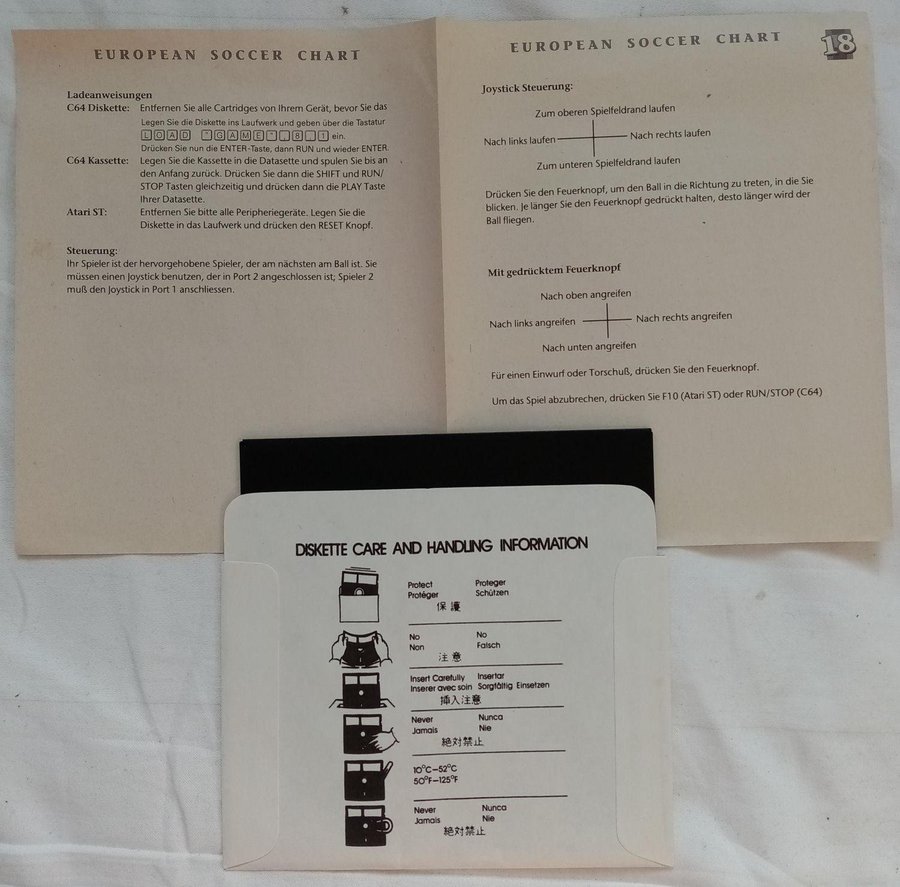 EUROPEAN SOCCER CHART
Ladeanweisungen
C64 Diskette: Entfernen Sie alle Cartridges von Ihrem Gerät, bevor Sie das
Legen Sie die Diskette ins Laufwerk und geben über die Tastatur
LOAD "GAME",8,1 ein.
Drücken Sie nun die ENTER-Taste, dann RUN und wieder ENTER.
C64 Kassette: Legen Sie die Kassette in die Datasette und spulen Sie bis an
den Anfang zurück. Drücken Sie dann die SHIFT und RUN/
STOP Tasten gleichzeitig und drücken dann die PLAY Taste
Ihrer Datasette.
Atari ST: Entfernen Sie bitte alle Peripheriegeräte. Legen Sie die
Diskette in das Laufwerk und drücken den RESET Knopf.
Steuerung:
Ihr Spieler ist der hervorgehobene Spieler, der am nächsten am Ball ist. Sie
müssen einen Joystick benutzen, der in Port 2 angeschlossen ist; Spieler 2
muß den Joystick in Port 1 anschliessen.
EUROPEAN SOCCER CHART
18
Joystick Steuerung:
Zum oberen Spielfeldrand laufen
Nach links laufen
Nach rechts laufen
Zum unteren Spielfeldrand laufen
Drücken Sie den Feuerknopf, um den Ball in die Richtung zu treten, in die Sie
blicken. Je länger Sie den Feuerknopf gedrückt halten, desto länger wird der
Ball fliegen.
Mit gedrücktem Feuerknopf
Nach oben angreifen
Nach links angreifen
Nach rechts angreifen
Nach unten angreifen
Für einen Einwurf oder Torschuß, drücken Sie den Feuerknopf.
Um das Spiel abzubrechen, drücken Sie F10 (Atari ST) oder RUN/STOP (C64)
DISKETTE CARE AND HANDLING INFORMATION
Protect Proteger
Protéger Schützen
保護
No No
Non Falsch
注意
Insert Carefully Insertar
Inserer avec soin Sorgfältig Einsetzen
挿入注意
Never Nunca
Jamais Nie
絶対禁止
10°C-52°C
50°F-125°F
Never Nunca
Jamais Nie
絶対禁止